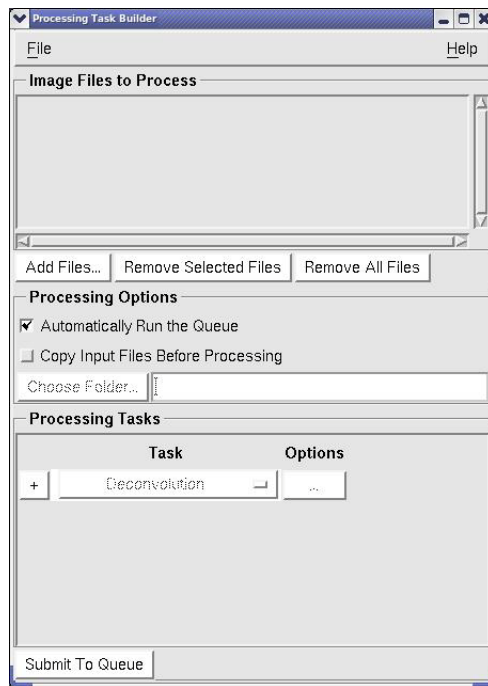 Processing Task Builder
File Help
Image Files to Process
Add Files... Remove Selected Files Remove All Files
Processing Options
Automatically Run the Queue
Copy Input Files Before Processing
Choose Folder...
Processing Tasks
Task Options
+ Deconvolution ...
Submit To Queue